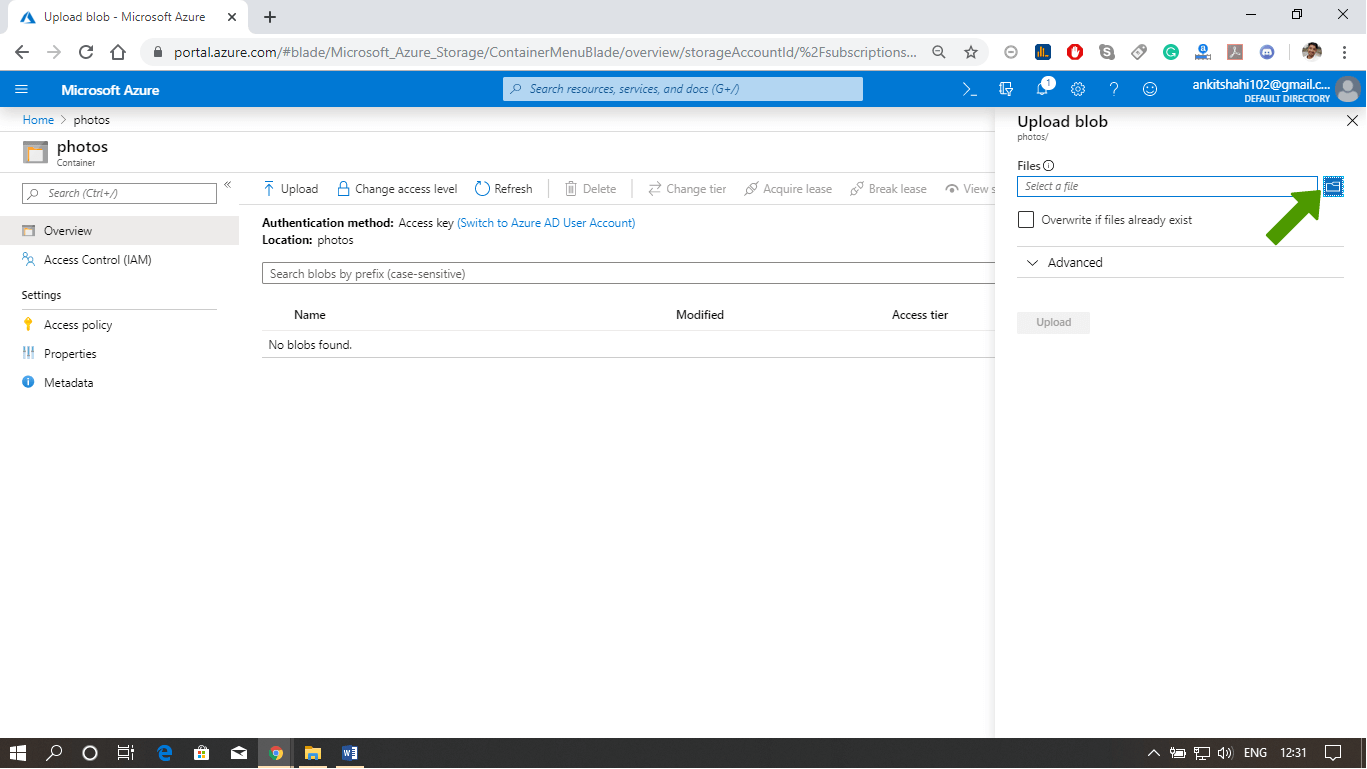 Upload blob - Microsoft Azure
portal.azure.com/#blade/Microsoft_Azure_Storage/ContainerMenuBlade/overview/storageAccountId/%2Fsubscriptions...
Microsoft Azure
Search resources, services, and docs (G+/)
1
ankitshahi102@gmail.c...
DEFAULT DIRECTORY
Home > photos
photos
Container
Search (Ctrl+/)
«
Overview
Access Control (IAM)
Settings
Access policy
Properties
Metadata
Upload
Change access level
Refresh
Delete
Change tier
Acquire lease
Break lease
View s
Authentication method: Access key (Switch to Azure AD User Account)
Location: photos
Search blobs by prefix (case-sensitive)
Name Modified Access tier
No blobs found.
Upload blob
photos/
Files
Select a file
Overwrite if files already exist
Advanced
Upload
ENG 12:31